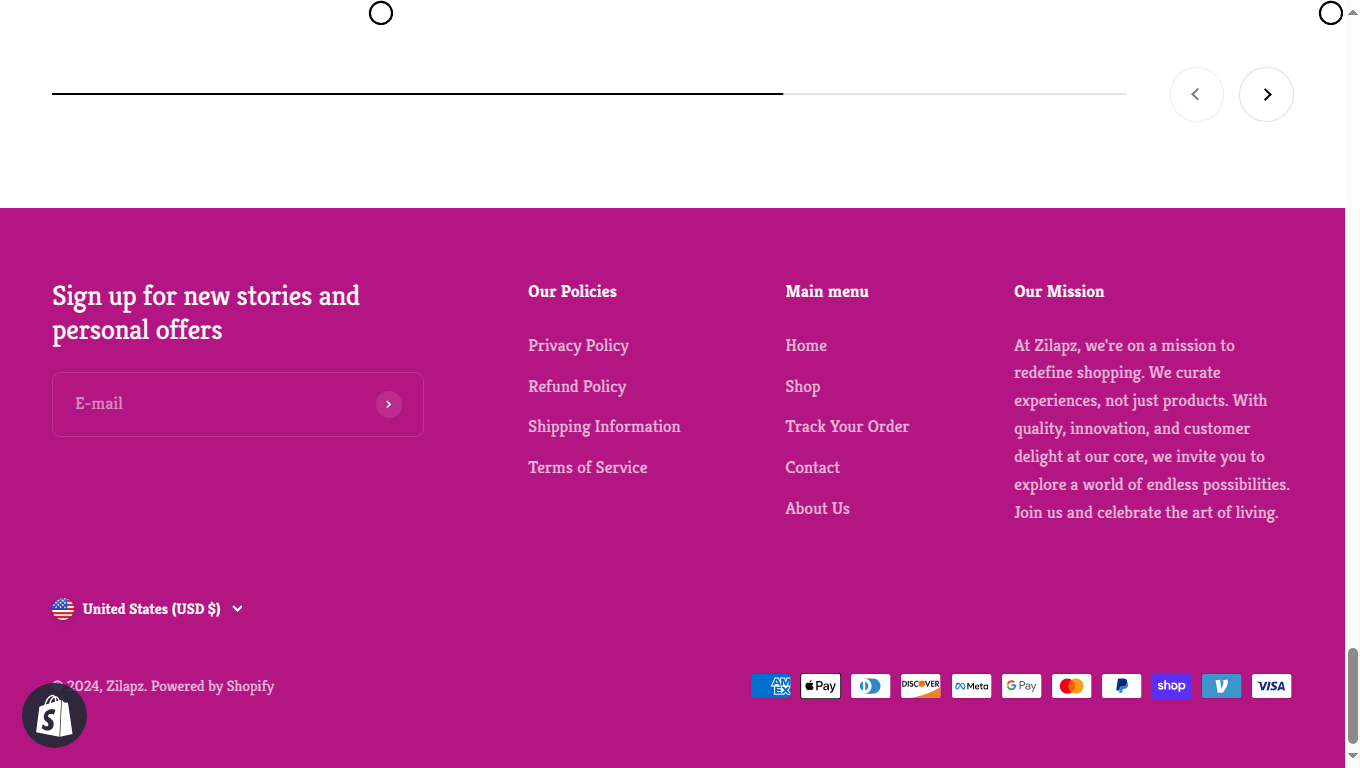 Sign up for new stories and
personal offers
E-mail
Our Policies
Privacy Policy
Refund Policy
Shipping Information
Terms of Service
Main menu
Home
Shop
Track Your Order
Contact
About Us
Our Mission
At Zilapz, we're on a mission to
redefine shopping. We curate
experiences, not just products. With
quality, innovation, and customer
delight at our core, we invite you to
explore a world of endless possibilities.
Join us and celebrate the art of living.
United States (USD $)
© 2024, Zilapz. Powered by Shopify
AM EX
Pay
DISCOVER
Meta
G Pay
shop
VISA